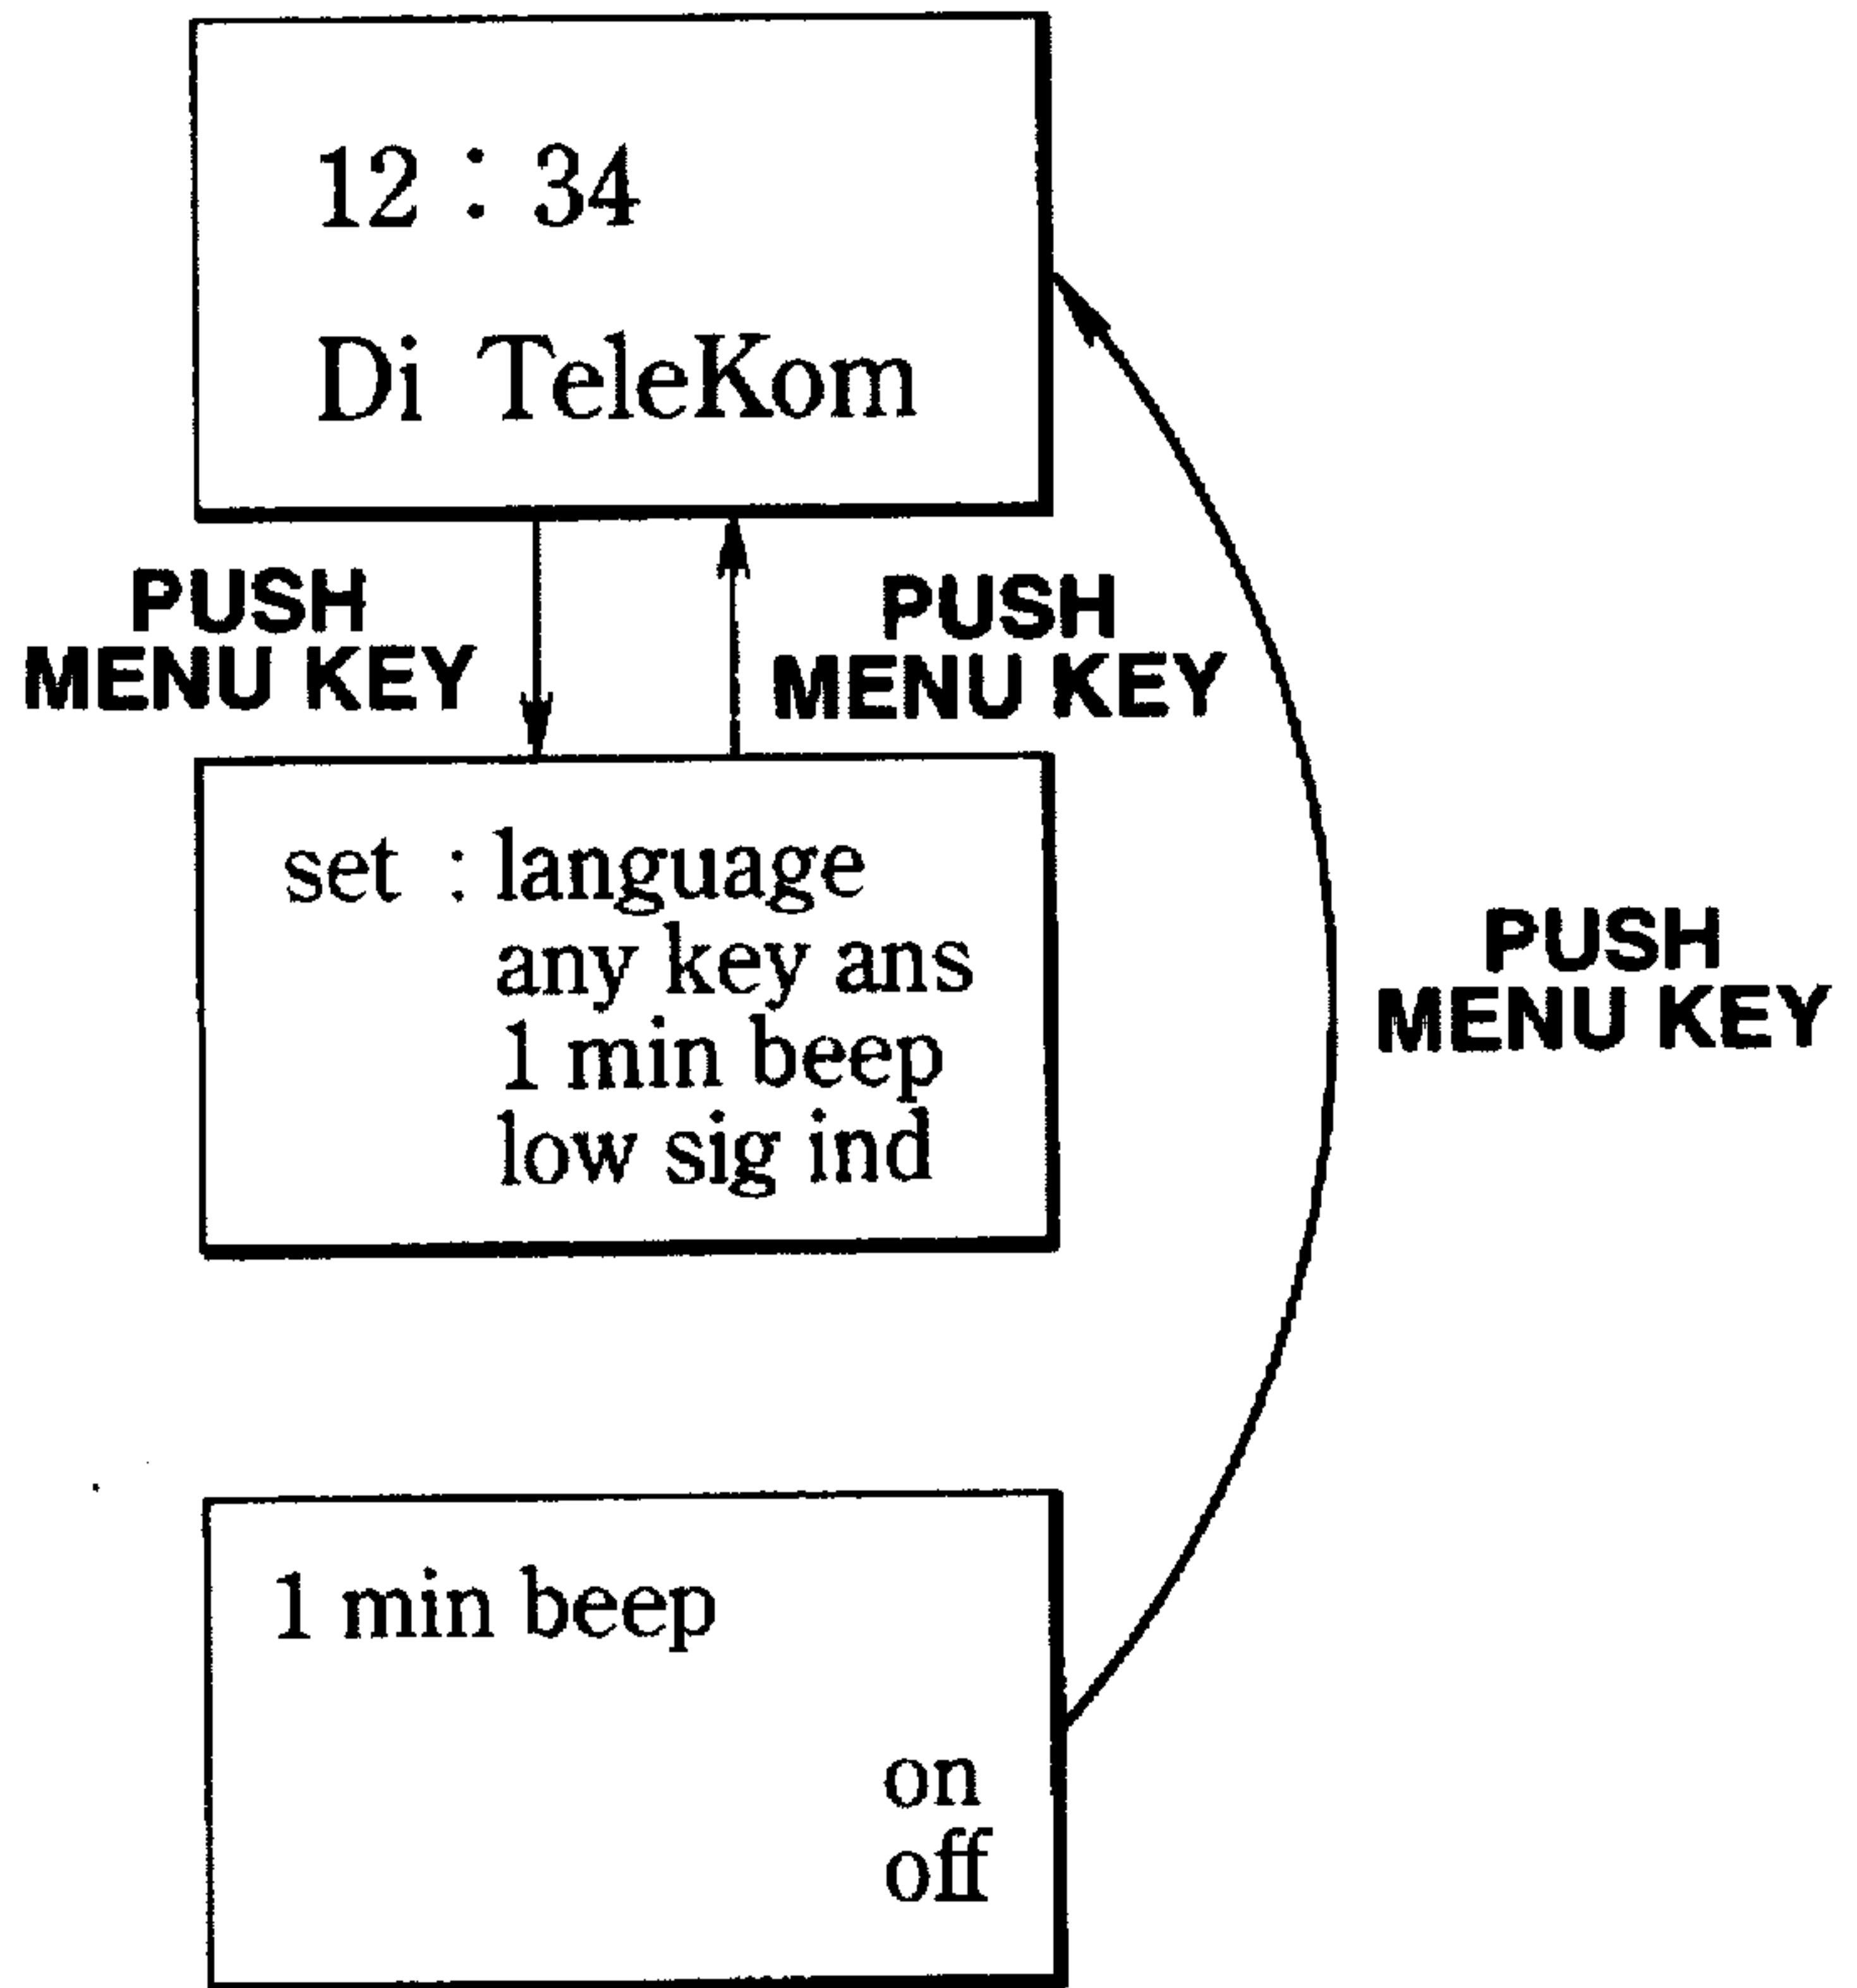 12 : 34
Di TeleKom
PUSH
MENU KEY
PUSH
MENU KEY
set : language
any key ans
1 min beep
low sig ind
PUSH
MENU KEY
1 min beep
on
off